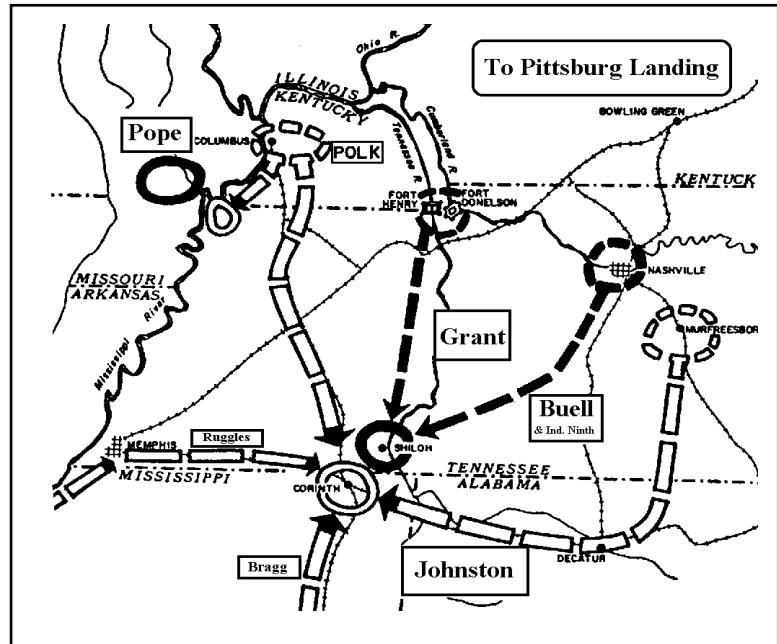 To Pittsburg Landing
Ohio R.
ILLINOIS
KENTUCKY
BOWLING GREEN
Pope
COLUMBUS
POLK
Tennessee R.
Cumberland R.
KENTUCK
FORT
HENRY
FORT
DONELSON
NASHVILLE
MISSOURI
ARKANSAS
Mississippi
River
Grant
MURFREESBOR
Buell
& Ind. Ninth
Ruggles
MEMPHIS
SHILOH
MISSISSIPPI
TENNESSEE
ALABAMA
CORINTH
Bragg
Johnston
DECATUR